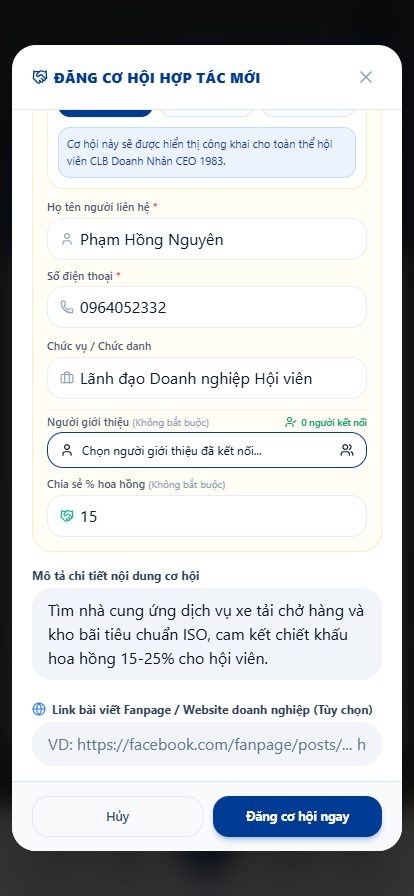 ĐĂNG CƠ HỘI HỢP TÁC MỚI
Cơ hội này sẽ được hiển thị công khai cho toàn thể hội
viên CLB Doanh Nhân CEO 1983.
Họ tên người liên hệ *
Phạm Hồng Nguyên
Số điện thoại *
0964052332
Chức vụ / Chức danh
Lãnh đạo Doanh nghiệp Hội viên
Người giới thiệu (Không bắt buộc) 0 người kết nối
Chọn người giới thiệu đã kết nối...
Chia sẻ % hoa hồng (Không bắt buộc)
15
Mô tả chi tiết nội dung cơ hội
Tìm nhà cung ứng dịch vụ xe tải chở hàng và
kho bãi tiêu chuẩn ISO, cam kết chiết khấu
hoa hồng 15-25% cho hội viên.
Link bài viết Fanpage / Website doanh nghiệp (Tùy chọn)
VD: https://facebook.com/fanpage/posts/... h
Hủy Đăng cơ hội ngay